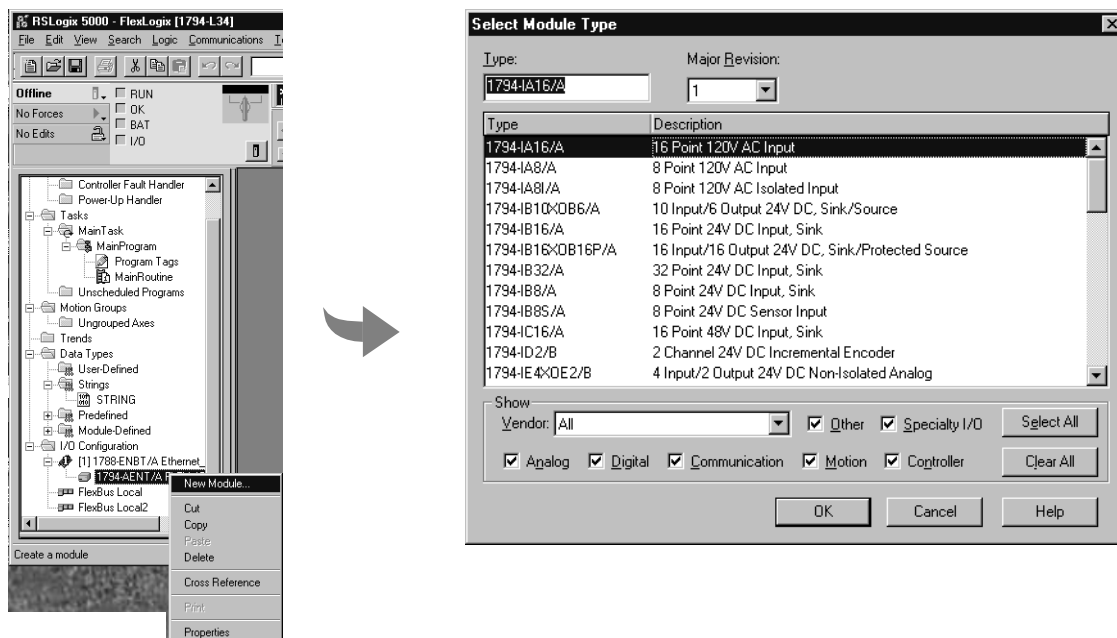 RSLogix 5000 - FlexLogix [1794-L34]
File Edit View Search Logic Communications
Offline
RUN
No Forces
OK
No Edits
BAT
I/O
Controller Fault Handler
Power-Up Handler
Tasks
MainTask
MainProgram
Program Tags
MainRoutine
Unscheduled Programs
Motion Groups
Ungrouped Axes
Trends
Data Types
User-Defined
Strings
STRING
Predefined
Module-Defined
I/O Configuration
[1] 1788-ENBT/A Ethernet_
1794-AENT/A
FlexBus Local
FlexBus Local2
Create a module
New Module...
Cut
Copy
Paste
Delete
Cross Reference
Print
Properties
Select Module Type
Type:
Major Revision:
1794-IA16/A
1
Type Description
1794-IA16/A 16 Point 120V AC Input
1794-IA8/A 8 Point 120V AC Input
1794-IA8I/A 8 Point 120V AC Isolated Input
1794-IB10XOB6/A 10 Input/6 Output 24V DC, Sink/Source
1794-IB16/A 16 Point 24V DC Input, Sink
1794-IB16XOB16P/A 16 Input/16 Output 24V DC, Sink/Protected Source
1794-IB32/A 32 Point 24V DC Input, Sink
1794-IB8/A 8 Point 24V DC Input, Sink
1794-IB8S/A 8 Point 24V DC Sensor Input
1794-IC16/A 16 Point 48V DC Input, Sink
1794-ID2/B 2 Channel 24V DC Incremental Encoder
1794-IE4XOE2/B 4 Input/2 Output 24V DC Non-Isolated Analog
Show
Vendor: All Other Specialty I/O Select All
Analog Digital Communication Motion Controller Clear All
OK Cancel Help